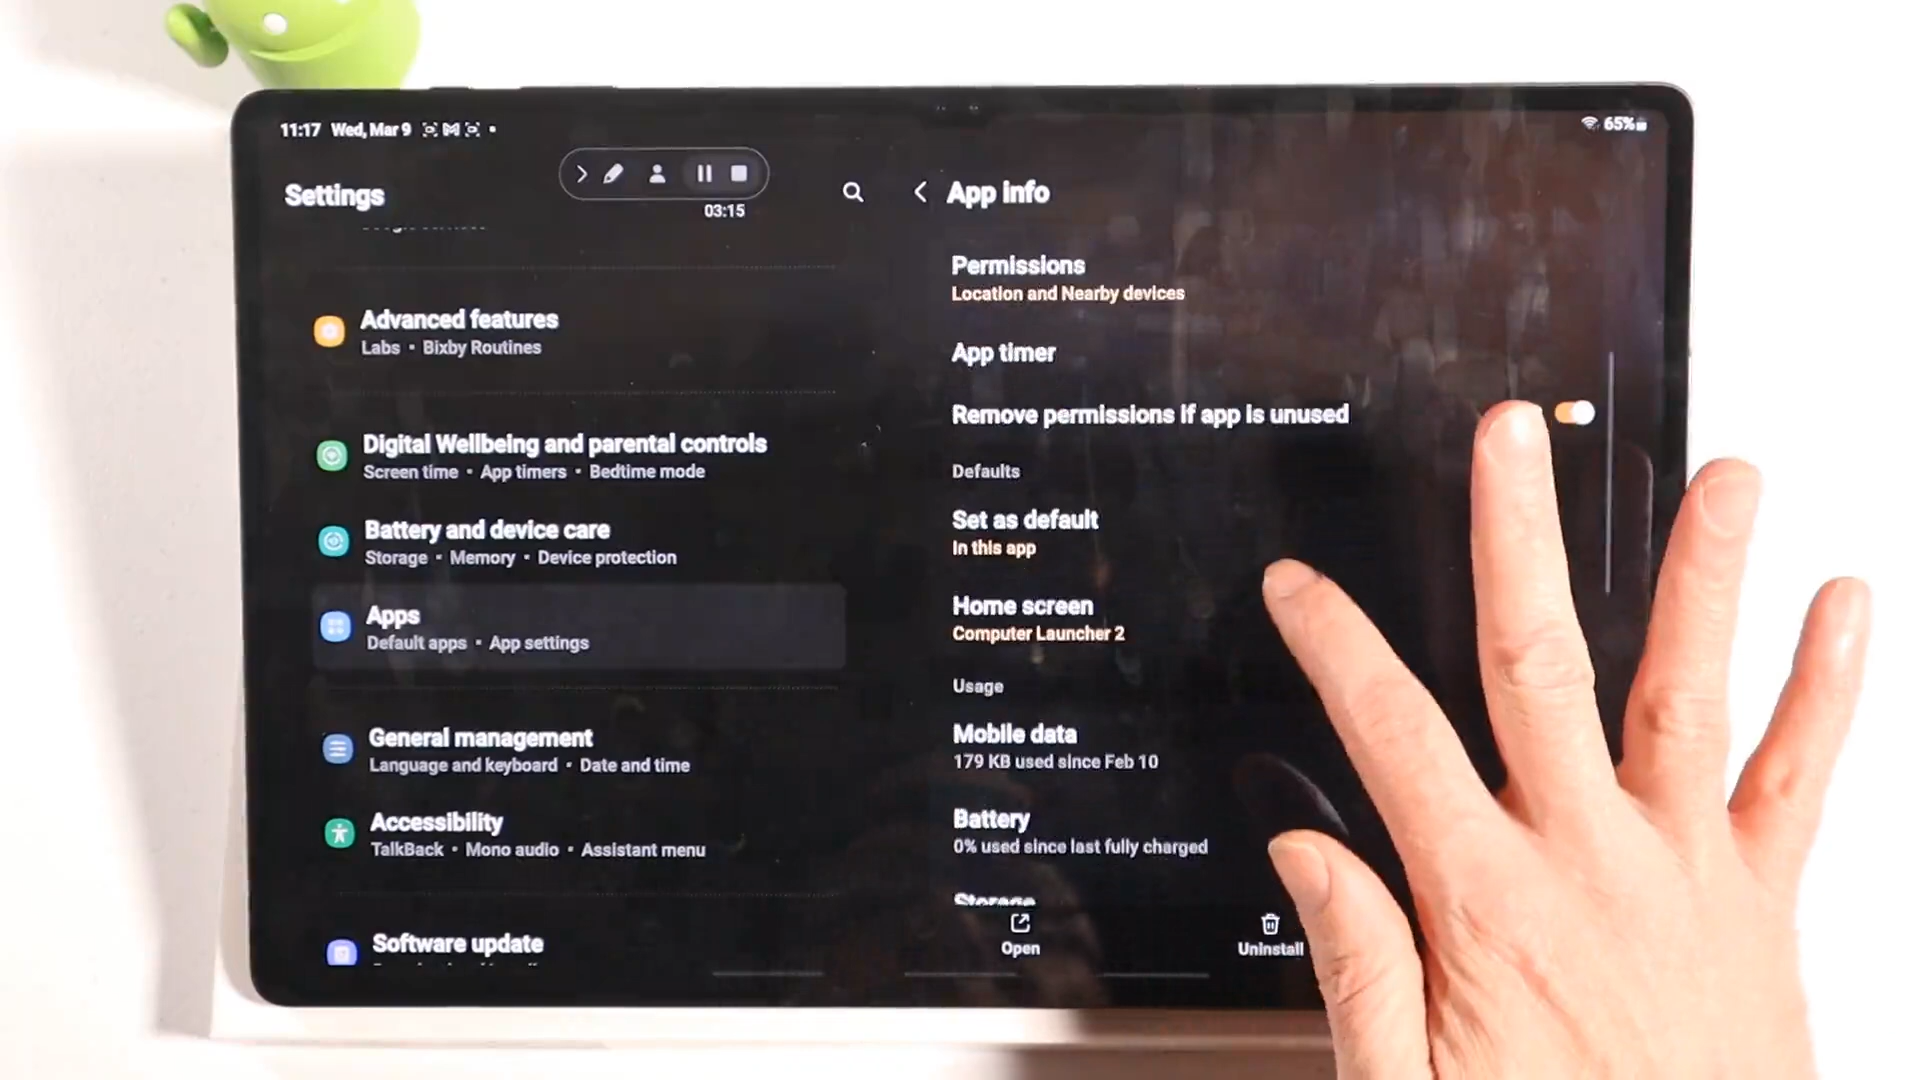 11:17 Wed, Mar 9
65%
Settings
03:15
App info
Permissions
Location and Nearby devices
Advanced features
Labs • Bixby Routines
App timer
Remove permissions if app is unused
Digital Wellbeing and parental controls
Screen time • App timers • Bedtime mode
Defaults
Set as default
In this app
Battery and device care
Storage • Memory • Device protection
Apps
Default apps • App settings
Home screen
Computer Launcher 2
Usage
General management
Language and keyboard • Date and time
Mobile data
179 KB used since Feb 10
Accessibility
TalkBack • Mono audio • Assistant menu
Battery
0% used since last fully charged
Storage
Software update
Open
Uninstall